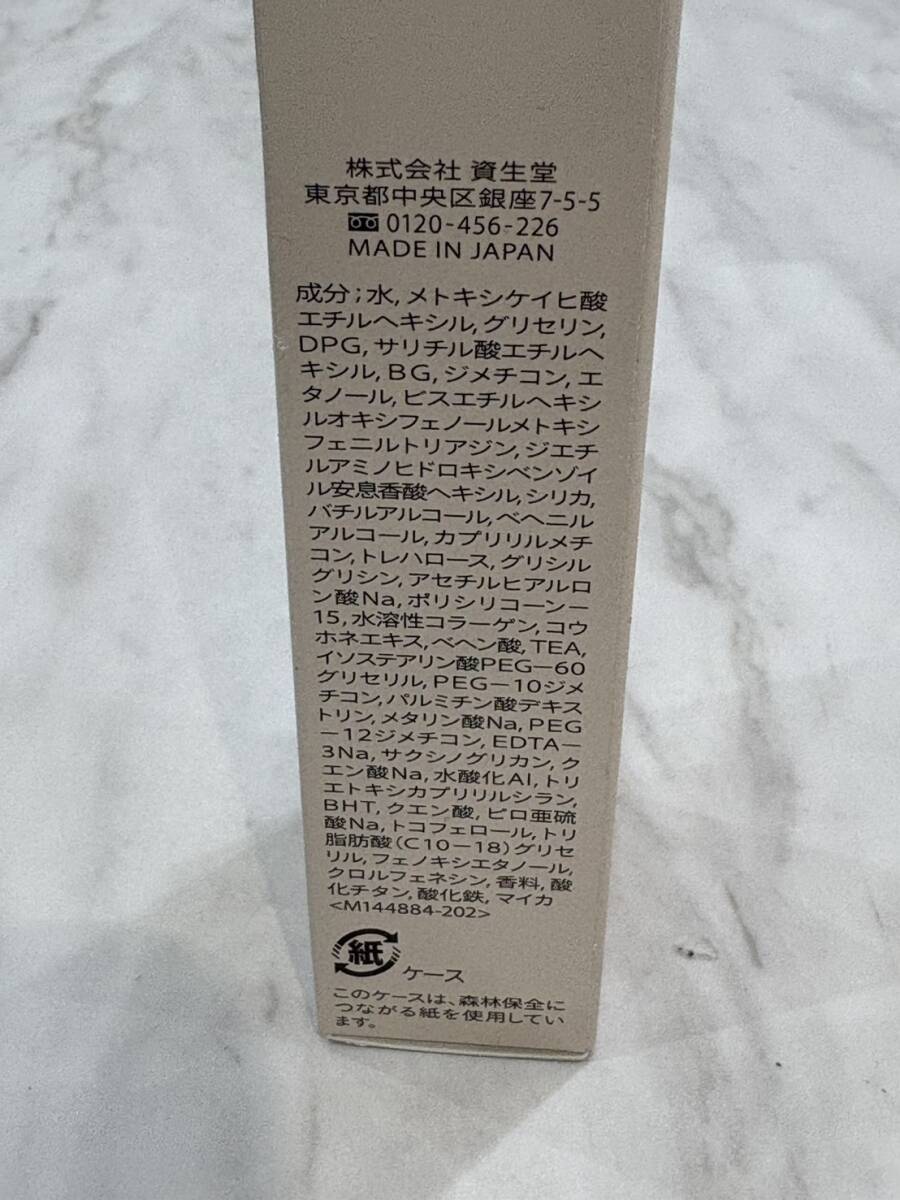 株式会社 資生堂
東京都中央区銀座7-5-5
0120-456-226
MADE IN JAPAN
成分；水, メトキシケイヒ酸
エチルヘキシル, グリセリン,
DPG, サリチル酸エチルヘ
キシル, BG, ジメチコン, エ
タノール, ビスエチルヘキシ
ルオキシフェノールメトキシ
フェニルトリアジン, ジエチ
ルアミノヒドロキシベンゾイ
ル安息香酸ヘキシル, シリカ,
バチルアルコール, ベヘニル
アルコール, カプリリルメチ
コン, トレハロース, グリシル
グリシン, アセチルヒアルロ
ン酸Na, ポリシリコーンー
15, 水溶性コラーゲン, コウ
ホネエキス, ベヘン酸, TEA,
イソステアリン酸PEG－60
グリセリル, PEG－10ジメ
チコン, パルミチン酸デキス
トリン, メタリン酸Na, PEG
－12ジメチコン, EDTA－
3Na, サクシノグリカン, ク
エン酸Na, 水酸化Al, トリ
エトキシカプリリルシラン,
BHT, クエン酸, ピロ亜硫
酸Na, トコフェロール, トリ
脂肪酸（C10－18）グリセ
リル, フェノキシエタノール,
クロルフェネシン, 香料, 酸
化チタン, 酸化鉄, マイカ
<M144884-202>
紙 ケース
このケースは、森林保全に
つながる紙を使用してい
ます。